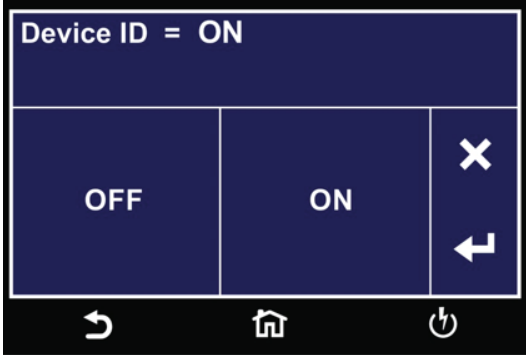 Device ID = ON
OFF
ON